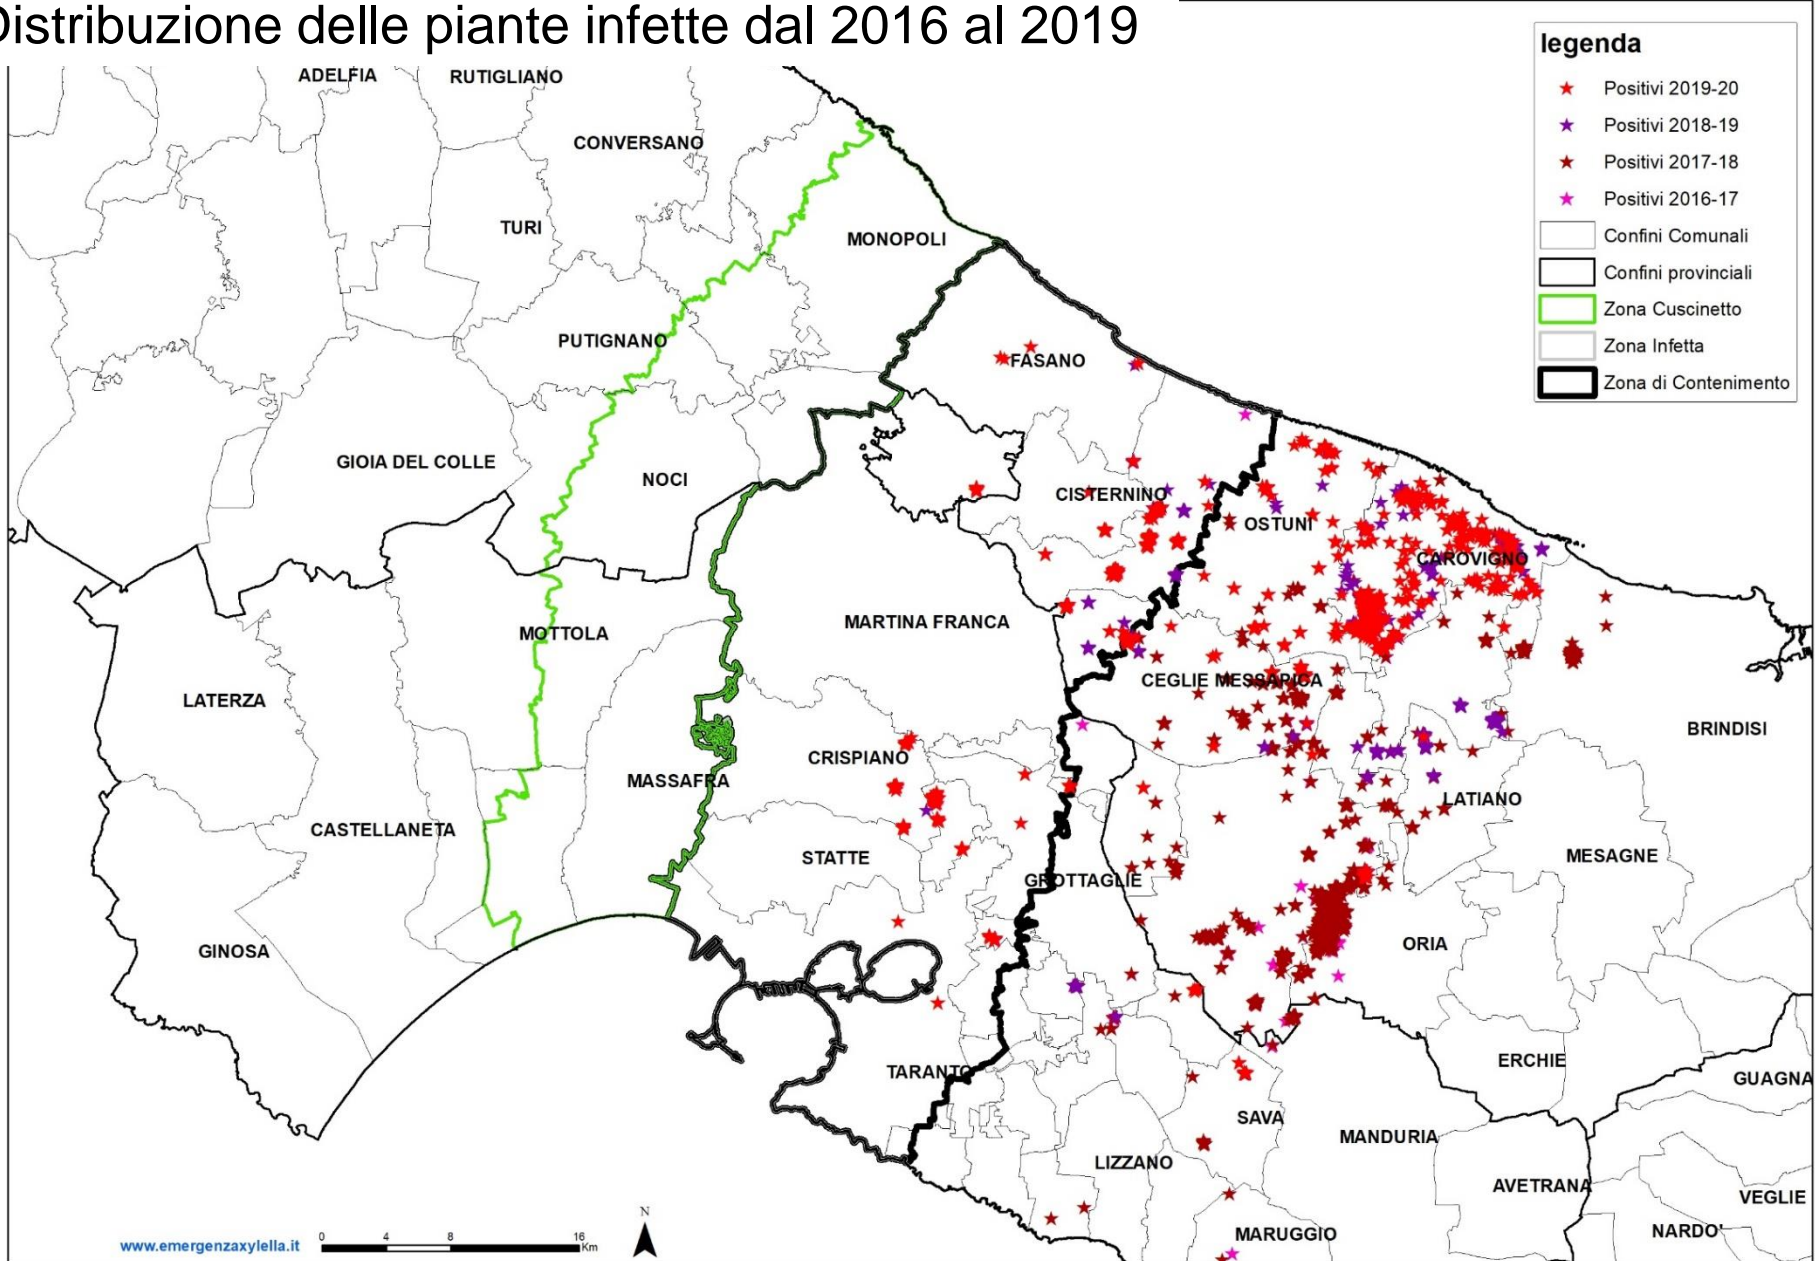 Distribuzione delle piante infette dal 2016 al 2019
legenda
Positivi 2019-20
Positivi 2018-19
Positivi 2017-18
Positivi 2016-17
Confini Comunali
Confini provinciali
Zona Cuscinetto
Zona Infetta
Zona di Contenimento
ADELFIA
RUTIGLIANO
CONVERSANO
TURI
MONOPOLI
PUTIGNANO
FASANO
GIOIA DEL COLLE
NOCI
CISTERNINO
OSTUNI
CAROVIGNO
MOTTOLA
MARTINA FRANCA
LATERZA
CEGLIE MESSAPICA
BRINDISI
CRISPIANO
MASSAFRA
LATIANO
CASTELLANETA
STATTE
MESAGNE
GROTTAGLIE
GINOSA
ORIA
TARANTO
ERCHIE
GUAGNA
SAVA
MANDURIA
LIZZANO
AVETRANA
VEGLIE
MARUGGIO
NARDO'
www.emergenzaxylella.it
0 4 8 16
Km
N